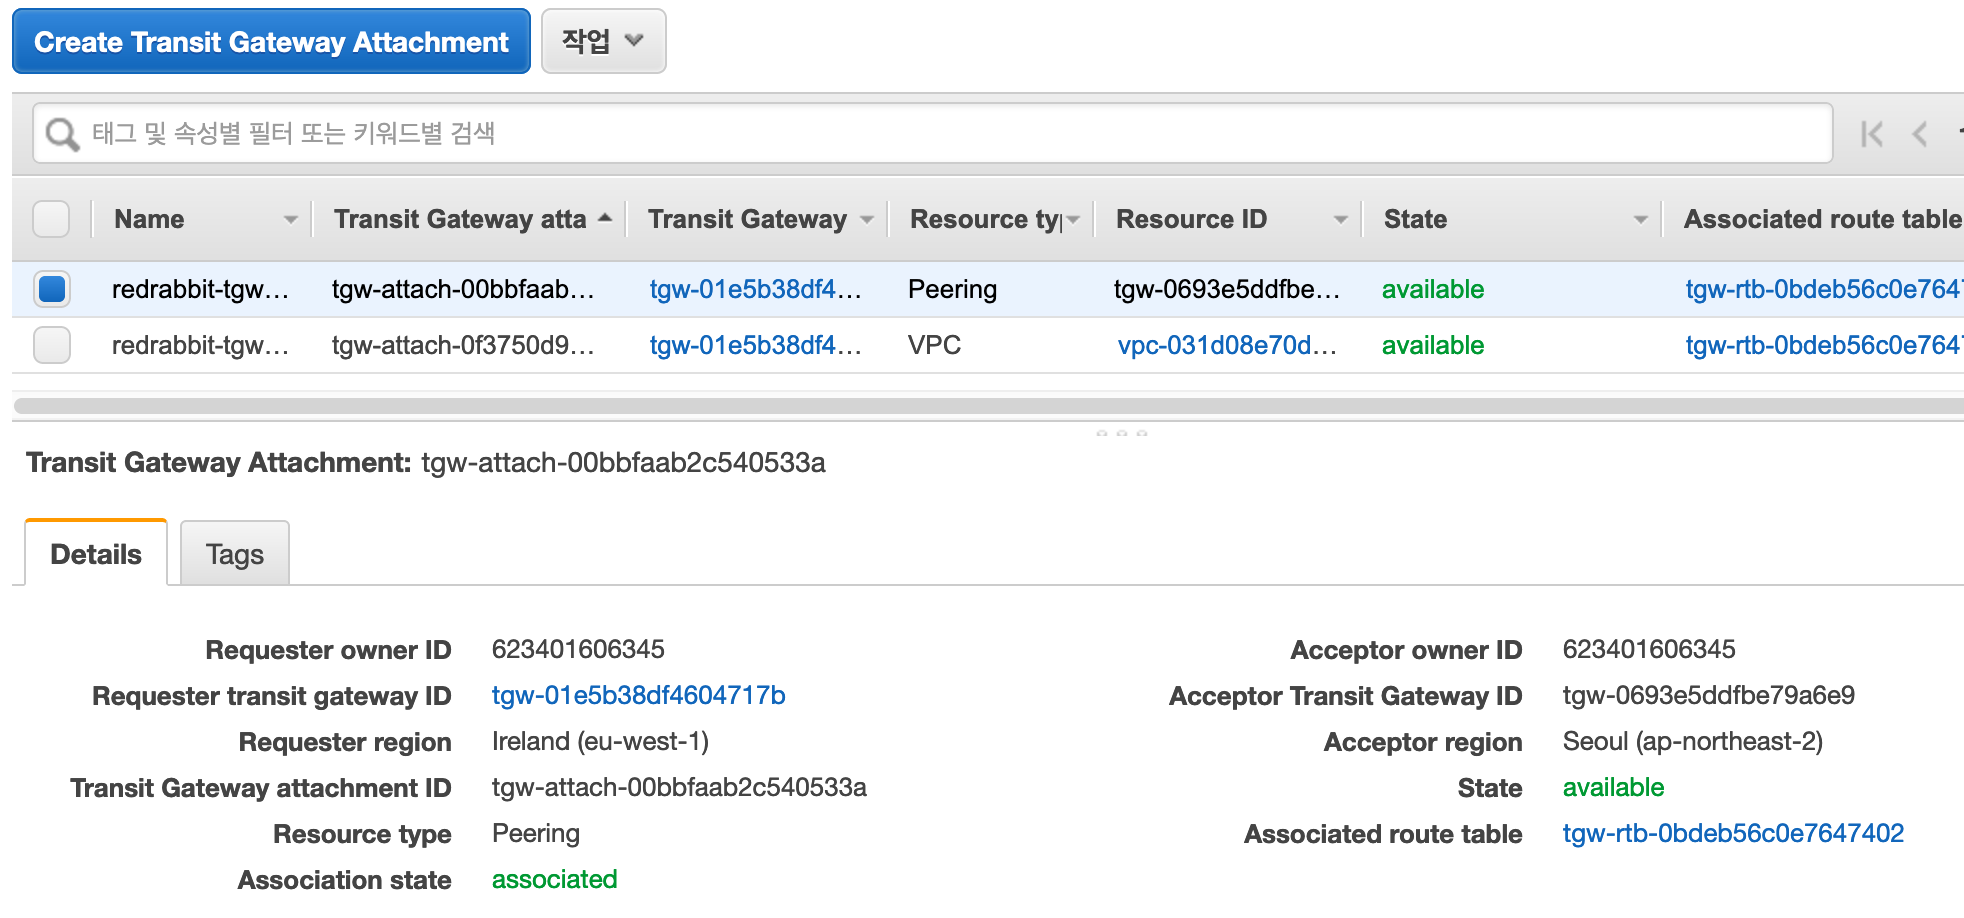 Create Transit Gateway Attachment 작업
태그 및 속성별 필터 또는 키워드별 검색
Name Transit Gateway atta Transit Gateway Resource ty Resource ID State Associated route table
redrabbit-tgw... tgw-attach-00bbfaab... tgw-01e5b38df4... Peering tgw-0693e5ddfbe... available tgw-rtb-0bdeb56c0e764
redrabbit-tgw... tgw-attach-0f3750d9... tgw-01e5b38df4... VPC vpc-031d08e70d... available tgw-rtb-0bdeb56c0e764
Transit Gateway Attachment: tgw-attach-00bbfaab2c540533a
Details Tags
Requester owner ID 623401606345 Acceptor owner ID 623401606345
Requester transit gateway ID tgw-01e5b38df4604717b Acceptor Transit Gateway ID tgw-0693e5ddfbe79a6e9
Requester region Ireland (eu-west-1) Acceptor region Seoul (ap-northeast-2)
Transit Gateway attachment ID tgw-attach-00bbfaab2c540533a State available
Resource type Peering Associated route table tgw-rtb-0bdeb56c0e7647402
Association state associated